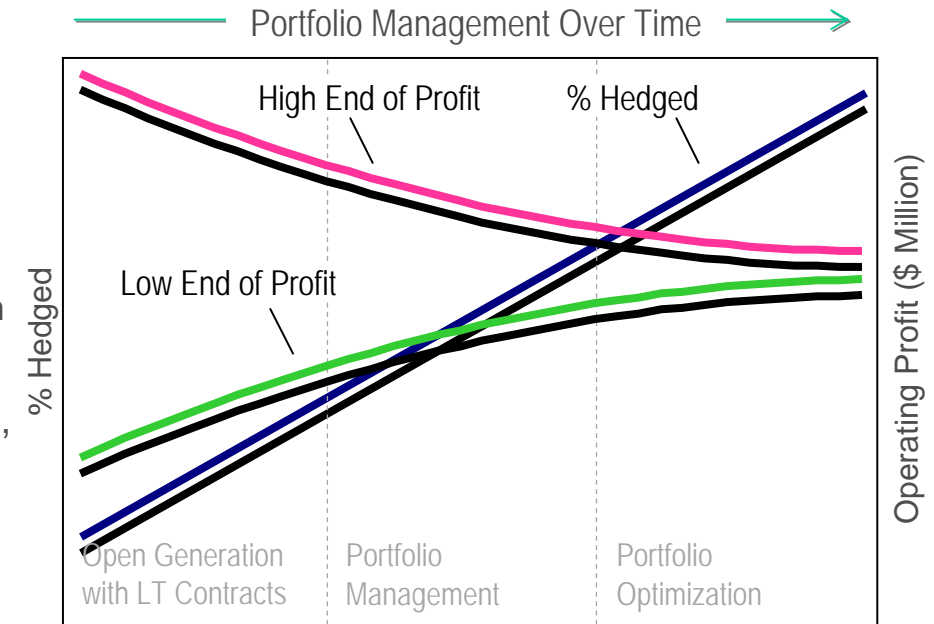 Portfolio Management Over Time
High End of Profit
% Hedged
Low End of Profit
% Hedged
Operating Profit ($ Million)
Open Generation
with LT Contracts
Portfolio
Management
Portfolio
Optimization